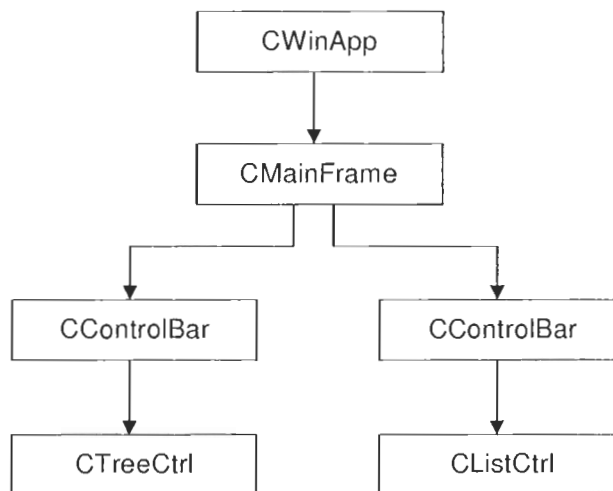 CWinApp
CMainFrame
CControlBar
CControlBar
CTreeCtrl
CListCtrl